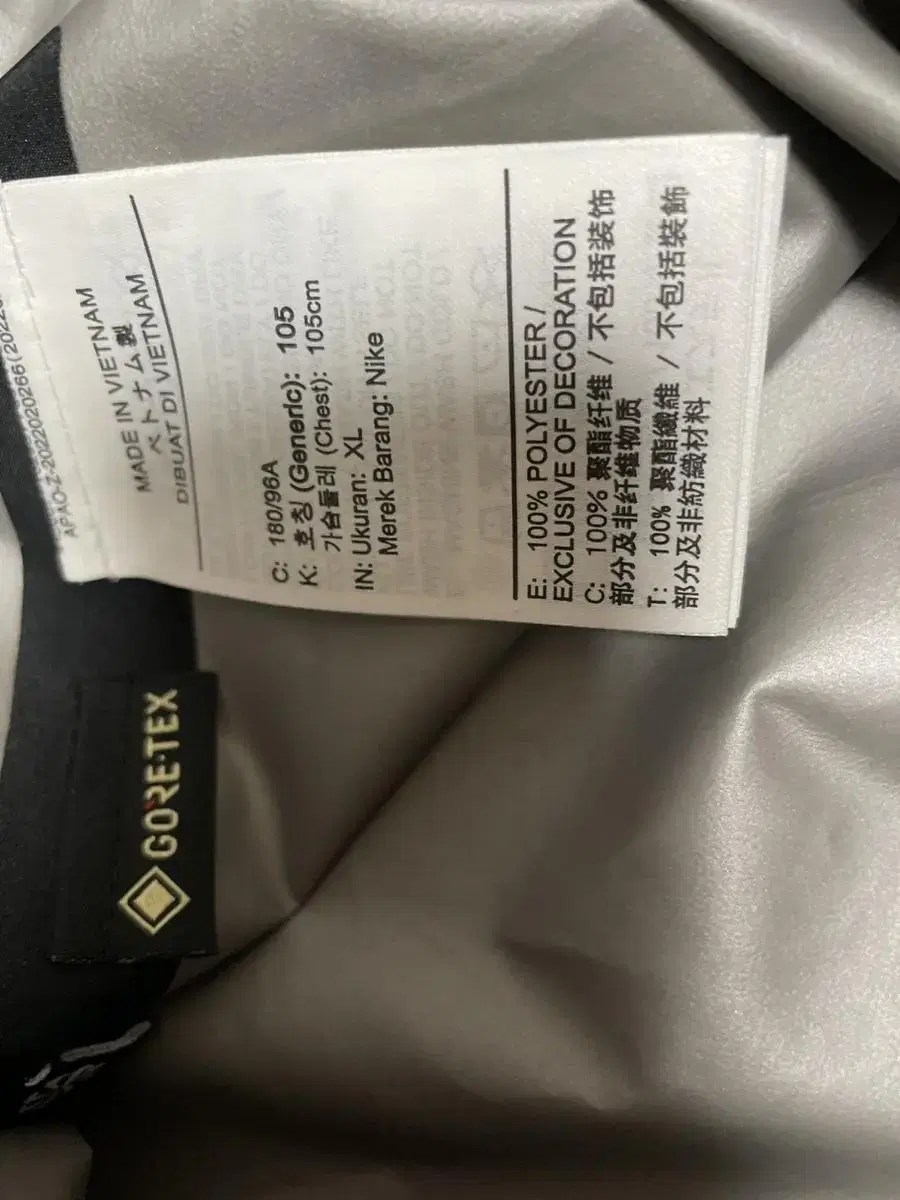 APAO-Z-2022020266(2022
MADE IN VIETNAM
ベトナム製
DIBUAT DI VIETNAM
C: 180/96A
K: 호칭 (Generic): 105
가슴둘레 (Chest): 105cm
IN: Ukuran: XL
Merek Barang: Nike
E: 100% POLYESTER /
EXCLUSIVE OF DECORATION
C: 100% 聚酯纤维 / 不包括装饰
部分及非纤维物质
T: 100% 聚酯纖維 / 不包括裝飾
部分及非紡織材料
GORE-TEX